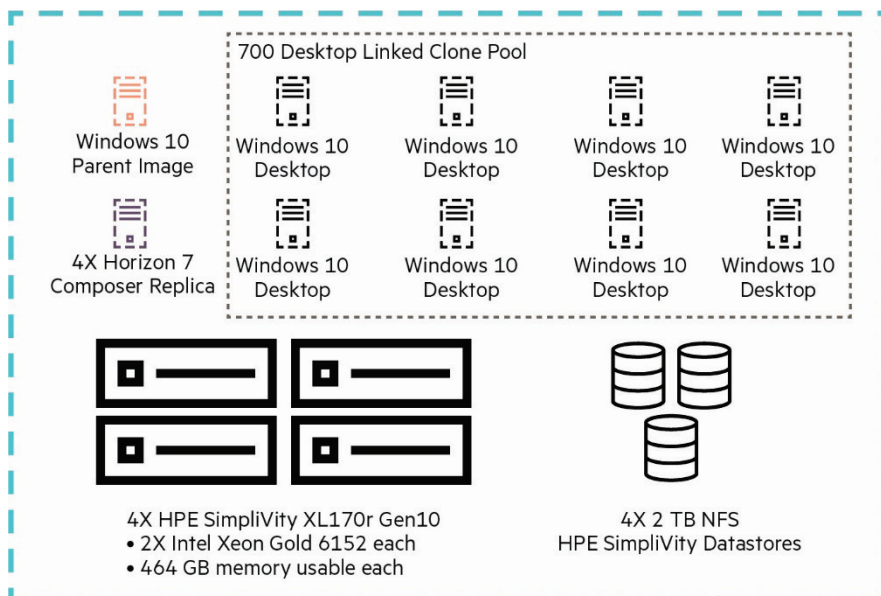 700 Desktop Linked Clone Pool
Windows 10
Parent Image
Windows 10
Desktop
Windows 10
Desktop
Windows 10
Desktop
Windows 10
Desktop
4X Horizon 7
Composer Replica
Windows 10
Desktop
Windows 10
Desktop
Windows 10
Desktop
Windows 10
Desktop
4X HPE SimpliVity XL170r Gen10
• 2X Intel Xeon Gold 6152 each
• 464 GB memory usable each
4X 2 TB NFS
HPE SimpliVity Datastores